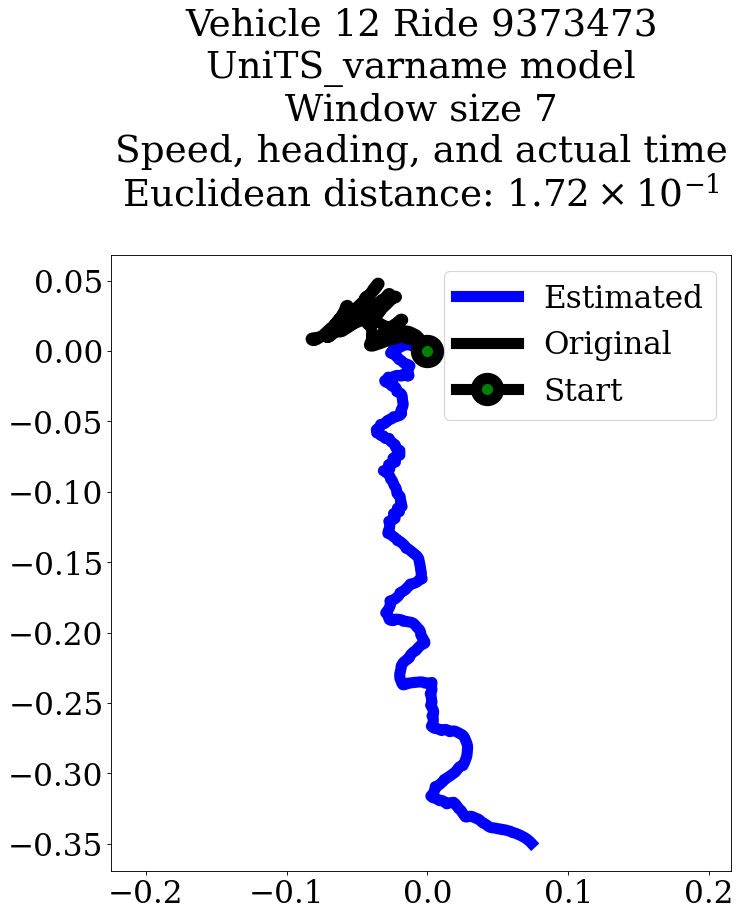 Vehicle 12 Ride 9373473
UniTS_varname model
Window size 7
Speed, heading, and actual time
Euclidean distance: 1.72 × 10⁻¹
Estimated
Original
Start
0.05
0.00
−0.05
−0.10
−0.15
−0.20
−0.25
−0.30
−0.35
−0.2
−0.1
0.0
0.1
0.2